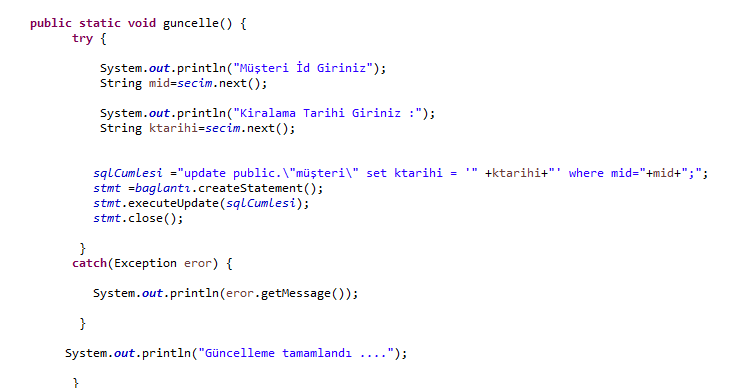 public static void guncelle() {
try {
System.out.println("Müşteri İd Giriniz");
String mid=secim.next();
System.out.println("Kiralama Tarihi Giriniz :");
String ktarihi=secim.next();
sqlCumlesi ="update public.\"müşteri\" set ktarihi = '" +ktarihi+"' where mid="+mid+";";
stmt =baglantı.createStatement();
stmt.executeUpdate(sqlCumlesi);
stmt.close();
}
catch(Exception eror) {
System.out.println(eror.getMessage());
}
System.out.println("Güncelleme tamamlandı ....");
}